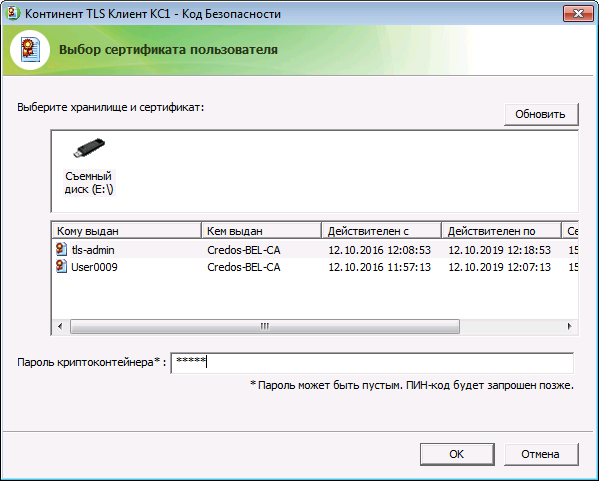 Континент TLS Клиент КС1 - Код Безопасности
Выбор сертификата пользователя
Выберите хранилище и сертификат:
Обновить
Съемный
диск (E:\)
Кому выдан Кем выдан Действителен с Действителен по Се
tls-admin Credos-BEL-CA 12.10.2016 12:08:53 12.10.2019 12:18:53 15
User0009 Credos-BEL-CA 12.10.2016 11:57:13 12.10.2019 12:07:13 15
Пароль криптоконтейнера* : *****
* Пароль может быть пустым. ПИН-код будет запрошен позже.
ОК Отмена